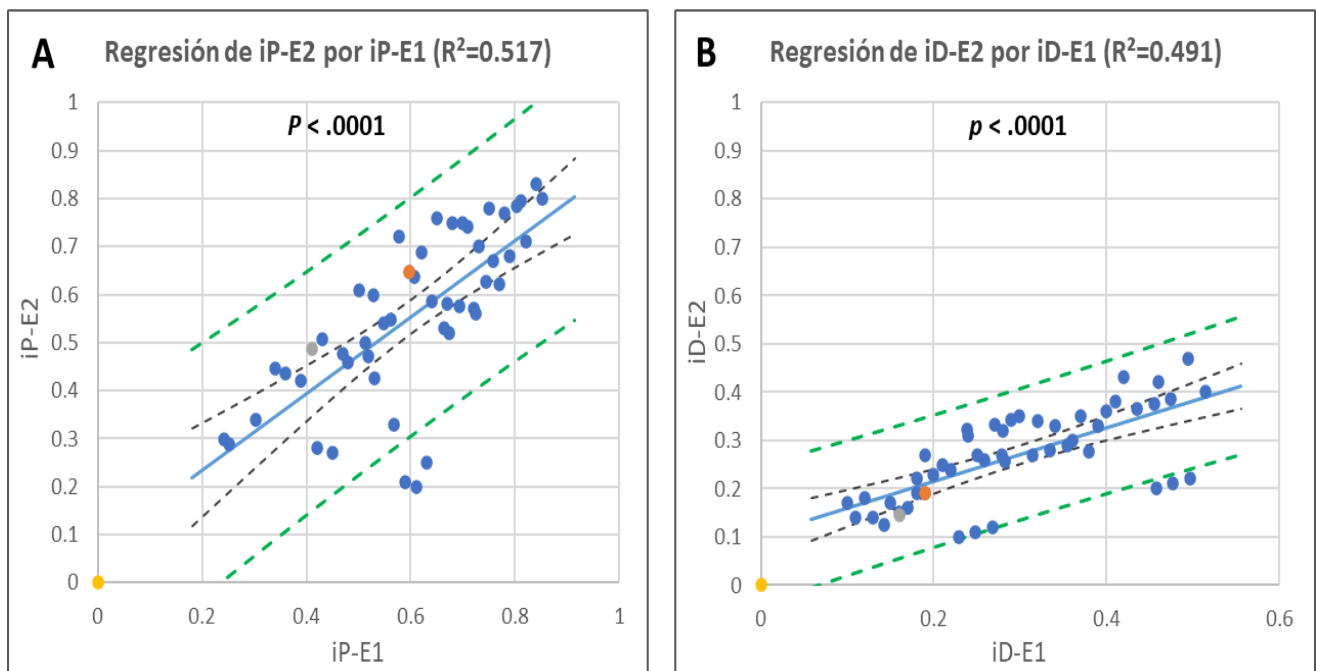 A Regresión de iP-E2 por iP-E1 (R²=0.517)
P < .0001
1
0.9
0.8
0.7
0.6
0.5
0.4
0.3
0.2
0.1
0
iP-E2
0 0.2 0.4 0.6 0.8 1
iP-E1
B Regresión de iD-E2 por iD-E1 (R²=0.491)
p < .0001
1
0.9
0.8
0.7
0.6
0.5
0.4
0.3
0.2
0.1
0
iD-E2
0 0.2 0.4 0.6
iD-E1